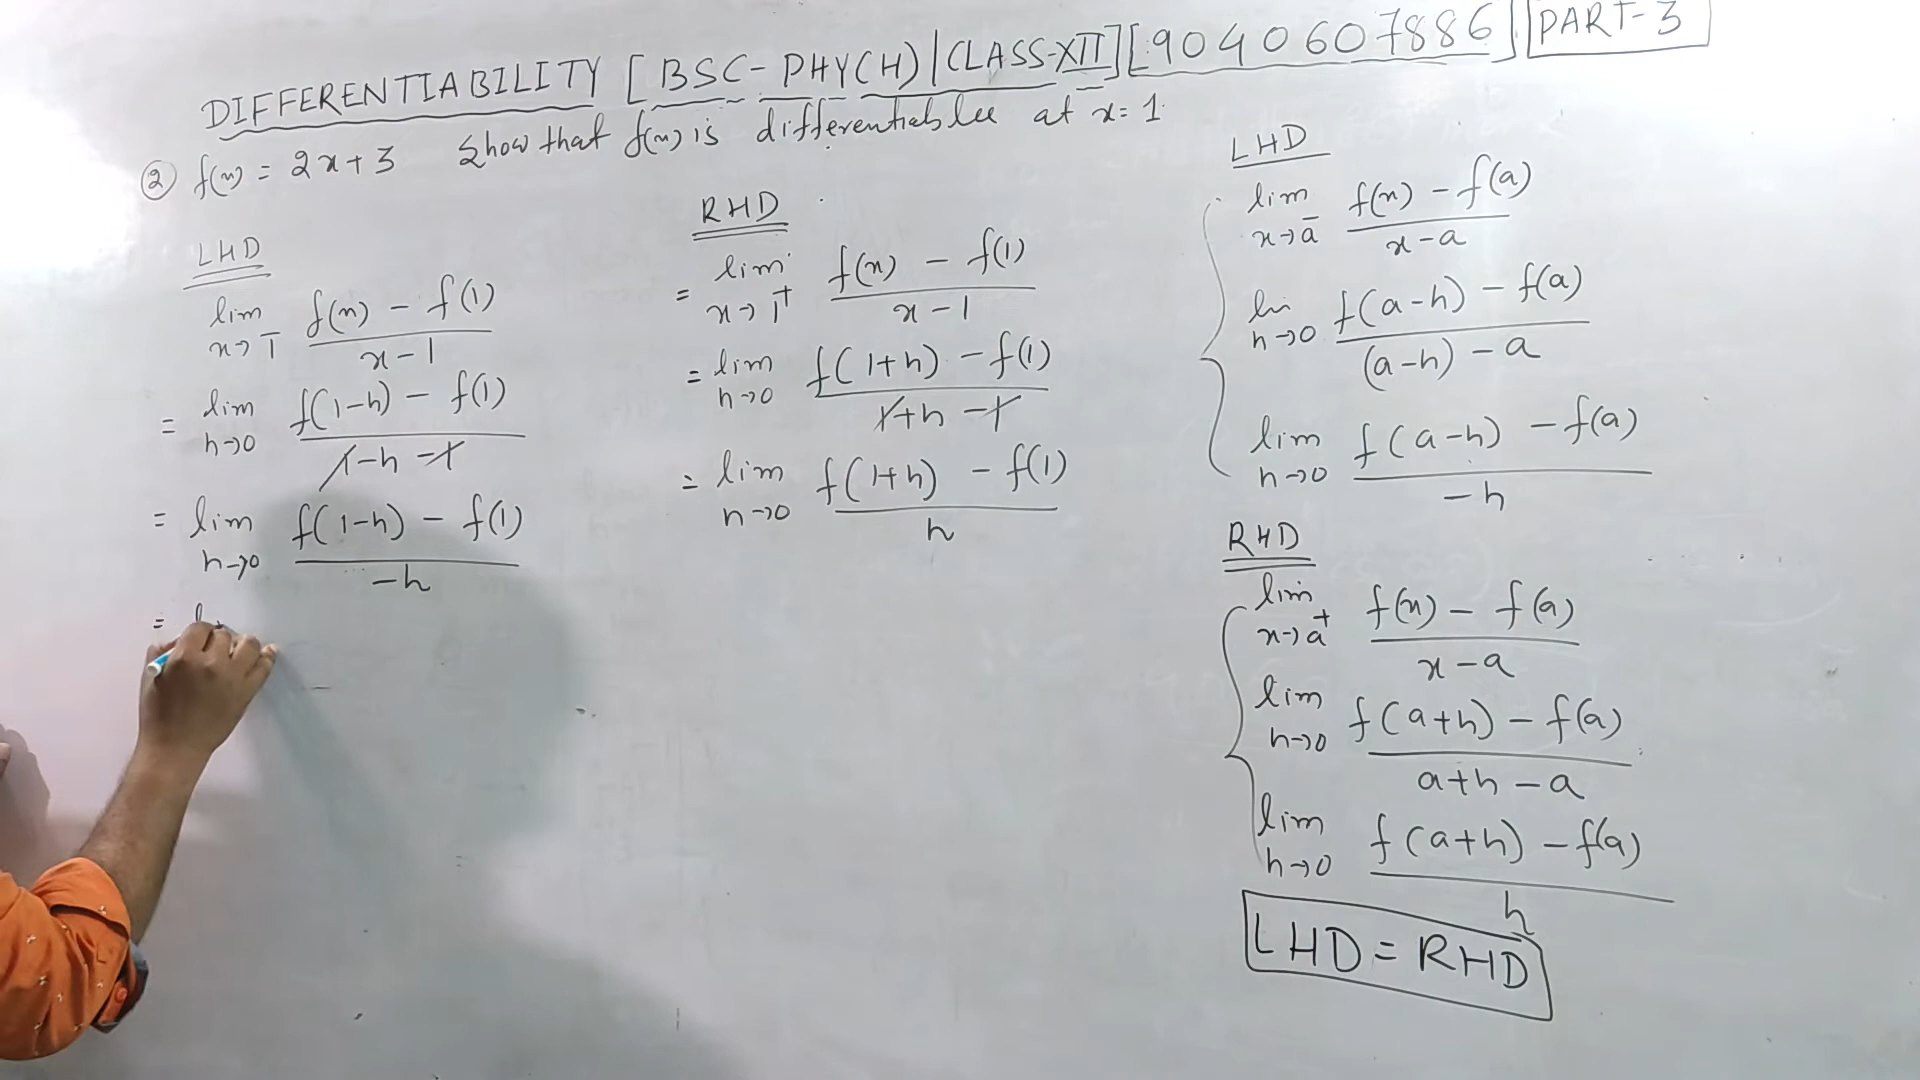 DIFFERENTIABILITY [BSC-PHY(H)|CLASS-XII][9040607886] PART-3
② f(x) = 2x+3 Show that f(x) is differentiablee at x=1
LHD
lim x→1⁻ f(x) - f(1) / x-1
= lim h→0 f(1-h) - f(1) / 1-h-1
= lim h→0 f(1-h) - f(1) / -h
=
RHD
= lim x→1⁺ f(x) - f(1) / x-1
= lim h→0 f(1+h) - f(1) / 1+h-1
= lim h→0 f(1+h) - f(1) / h
LHD
lim x→a⁻ f(x) - f(a) / x-a
lim h→0 f(a-h) - f(a) / (a-h)-a
lim h→0 f(a-h) - f(a) / -h
RHD
lim x→a⁺ f(x) - f(a) / x-a
lim h→0 f(a+h) - f(a) / a+h-a
lim h→0 f(a+h) - f(a) / h
LHD = RHD